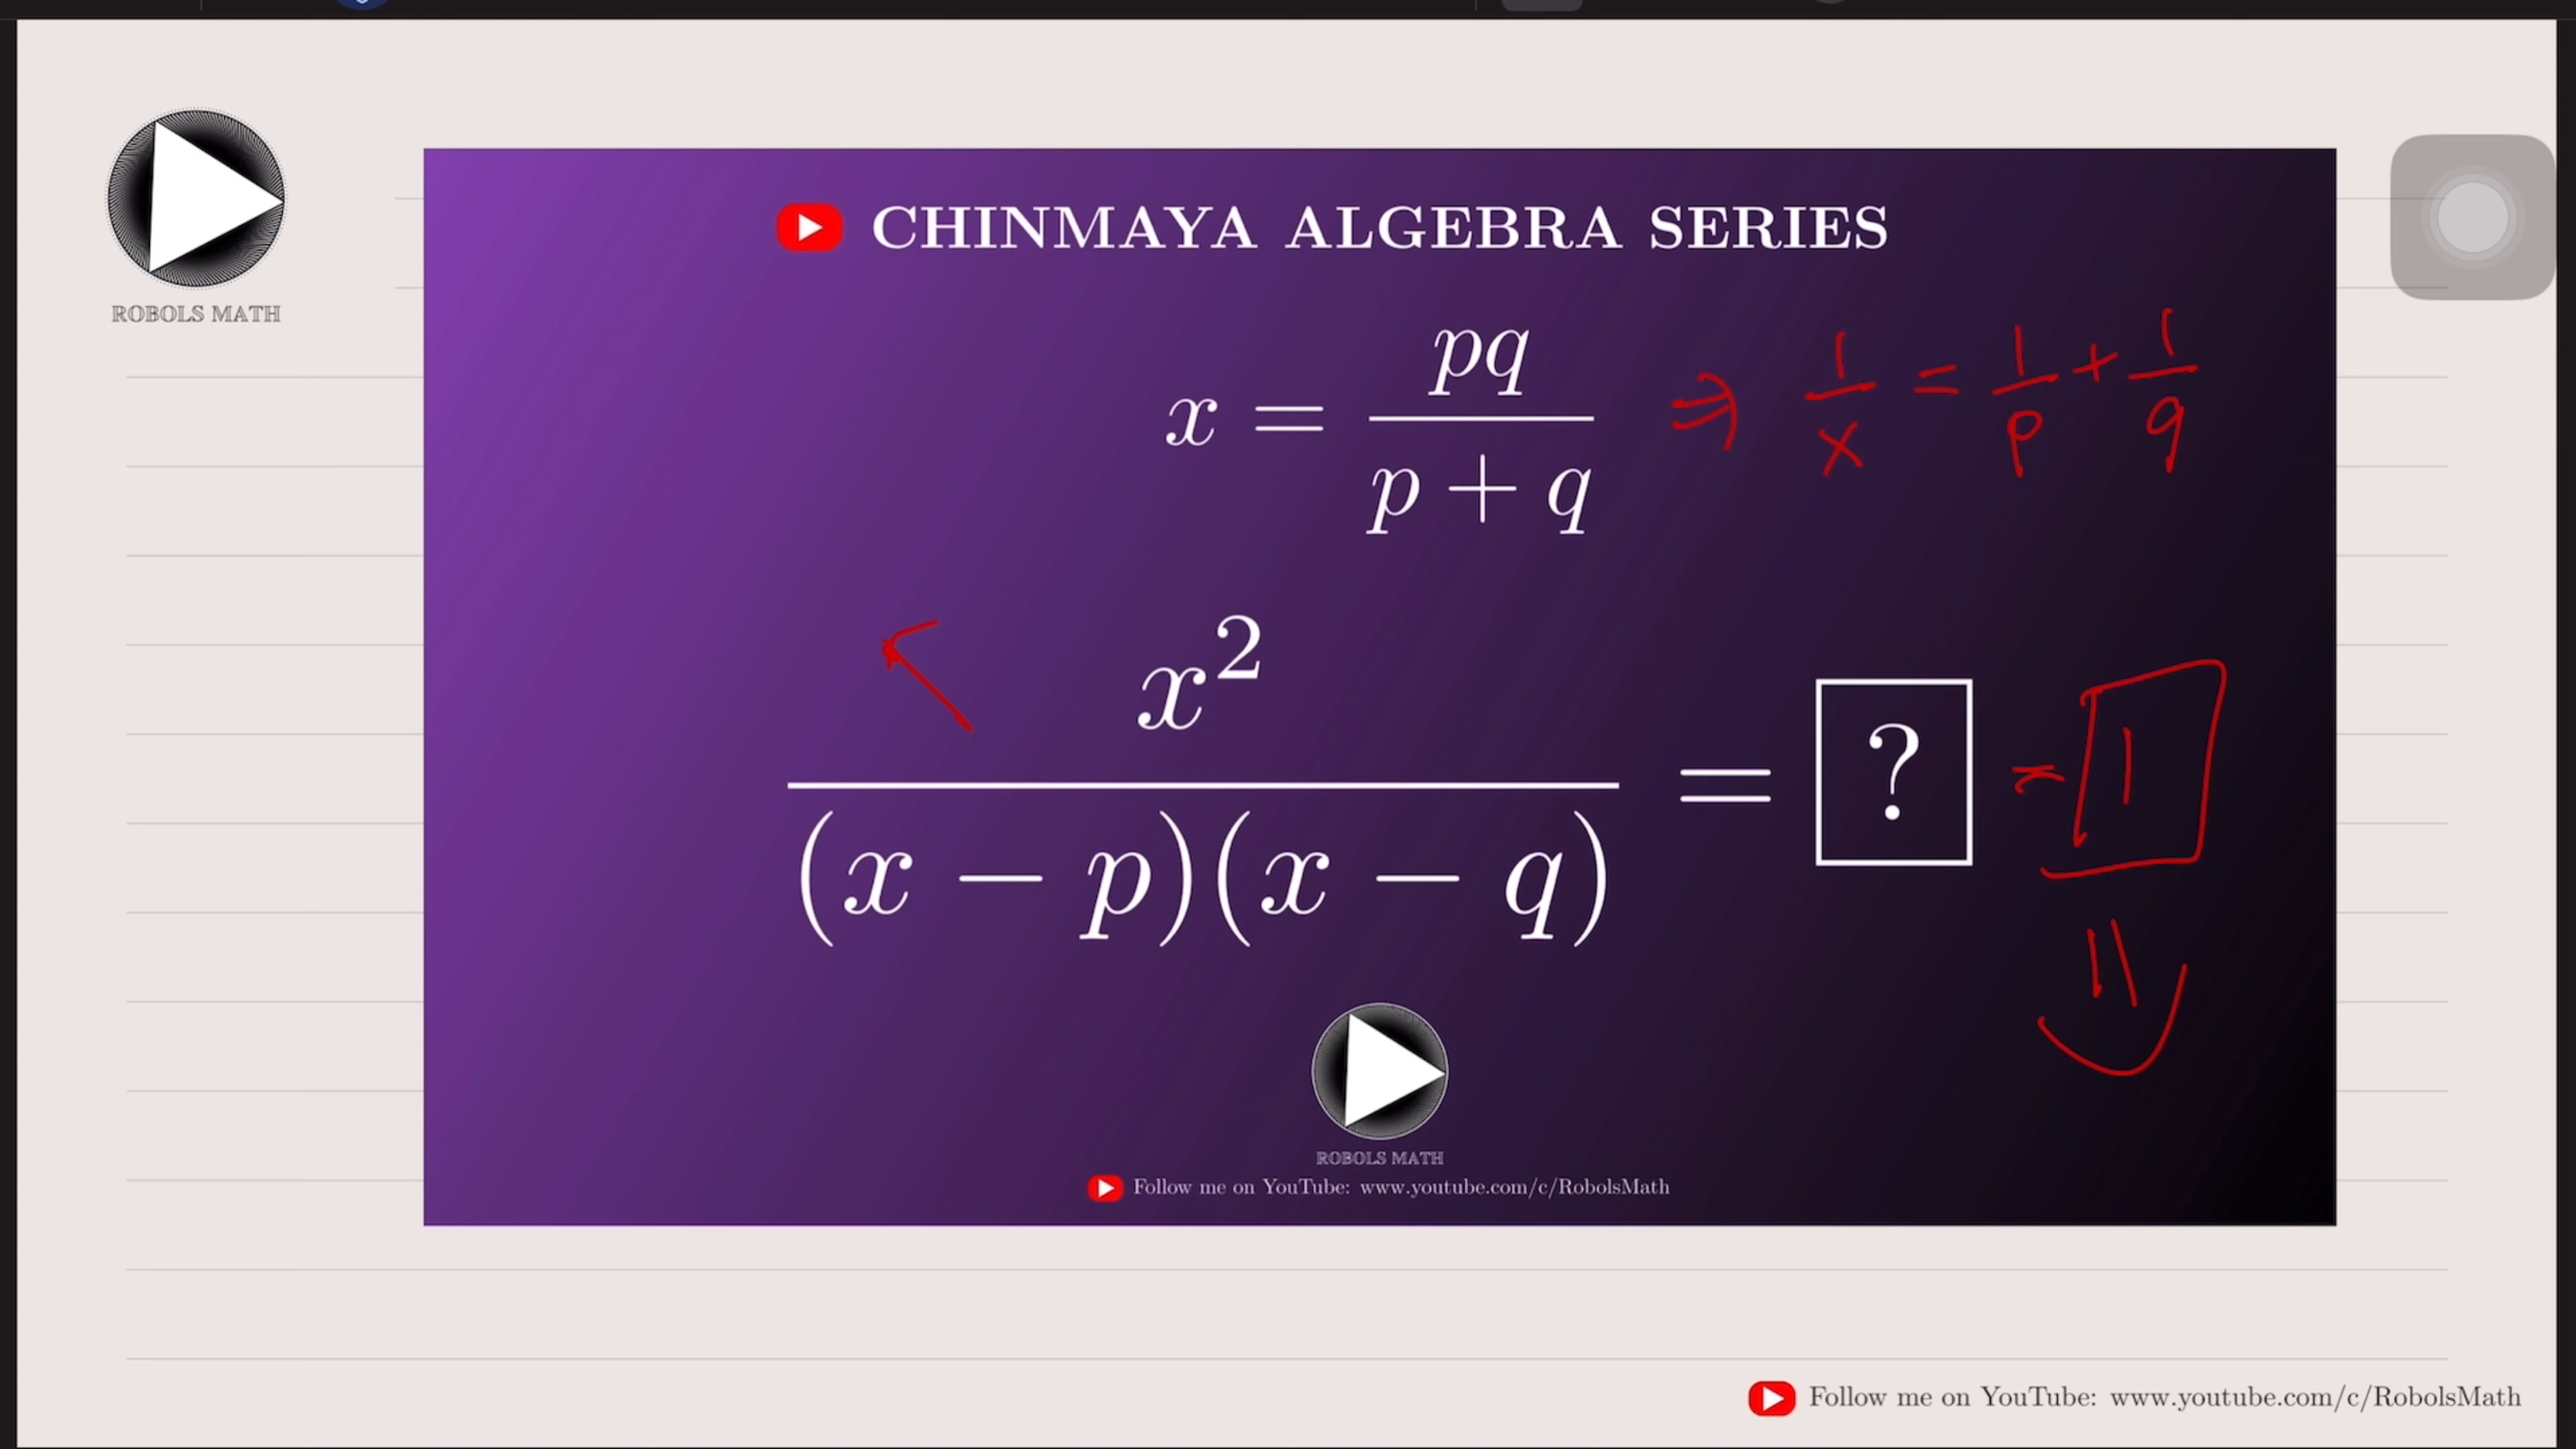 ROBOLS MATH
CHINMAYA ALGEBRA SERIES
x = pq / (p + q) ⇒ 1/x = 1/p + 1/q
x² / ((x − p)(x − q)) = ? = 1
ROBOLS MATH
Follow me on YouTube: www.youtube.com/c/RobolsMath
Follow me on YouTube: www.youtube.com/c/RobolsMath